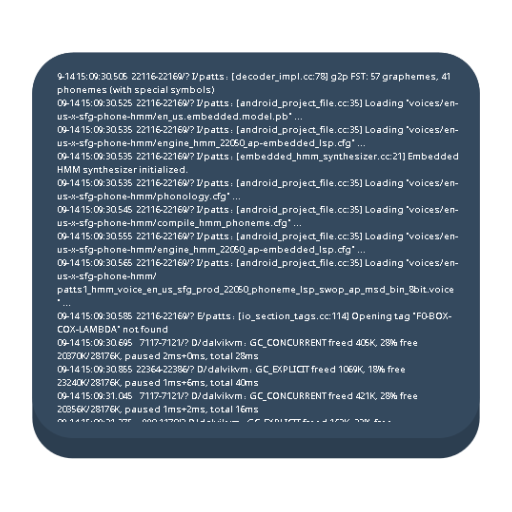 9-14 15:09:30.505 22116-22169/? I/patts﹕ [decoder_impl.cc:78] g2p FST: 57 graphemes, 41
phonemes (with special symbols)
09-14 15:09:30.525 22116-22169/? I/patts﹕ [android_project_file.cc:35] Loading "voices/en-
us-x-sfg-phone-hmm/en_us.embedded.model.pb" ...
09-14 15:09:30.535 22116-22169/? I/patts﹕ [android_project_file.cc:35] Loading "voices/en-
us-x-sfg-phone-hmm/engine_hmm_22050_ap-embedded_lsp.cfg" ...
09-14 15:09:30.535 22116-22169/? I/patts﹕ [embedded_hmm_synthesizer.cc:21] Embedded
HMM synthesizer initialized.
09-14 15:09:30.535 22116-22169/? I/patts﹕ [android_project_file.cc:35] Loading "voices/en-
us-x-sfg-phone-hmm/phonology.cfg" ...
09-14 15:09:30.545 22116-22169/? I/patts﹕ [android_project_file.cc:35] Loading "voices/en-
us-x-sfg-phone-hmm/compile_hmm_phoneme.cfg" ...
09-14 15:09:30.555 22116-22169/? I/patts﹕ [android_project_file.cc:35] Loading "voices/en-
us-x-sfg-phone-hmm/engine_hmm_22050_ap-embedded_lsp.cfg" ...
09-14 15:09:30.565 22116-22169/? I/patts﹕ [android_project_file.cc:35] Loading "voices/en-
us-x-sfg-phone-hmm/
patts1_hmm_voice_en_us_sfg_prod_22050_phoneme_lsp_swop_ap_msd_bin_8bit.voice
" ...
09-14 15:09:30.585 22116-22169/? E/patts﹕ [io_section_tags.cc:114] Opening tag "F0-BOX-
COX-LAMBDA" not found
09-14 15:09:30.695 7117-7121/? D/dalvikvm﹕ GC_CONCURRENT freed 405K, 28% free
20370K/28176K, paused 2ms+0ms, total 28ms
09-14 15:09:30.855 22364-22386/? D/dalvikvm﹕ GC_EXPLICIT freed 1069K, 18% free
23240K/28176K, paused 1ms+6ms, total 40ms
09-14 15:09:31.045 7117-7121/? D/dalvikvm﹕ GC_CONCURRENT freed 421K, 28% free
20356K/28176K, paused 1ms+2ms, total 16ms